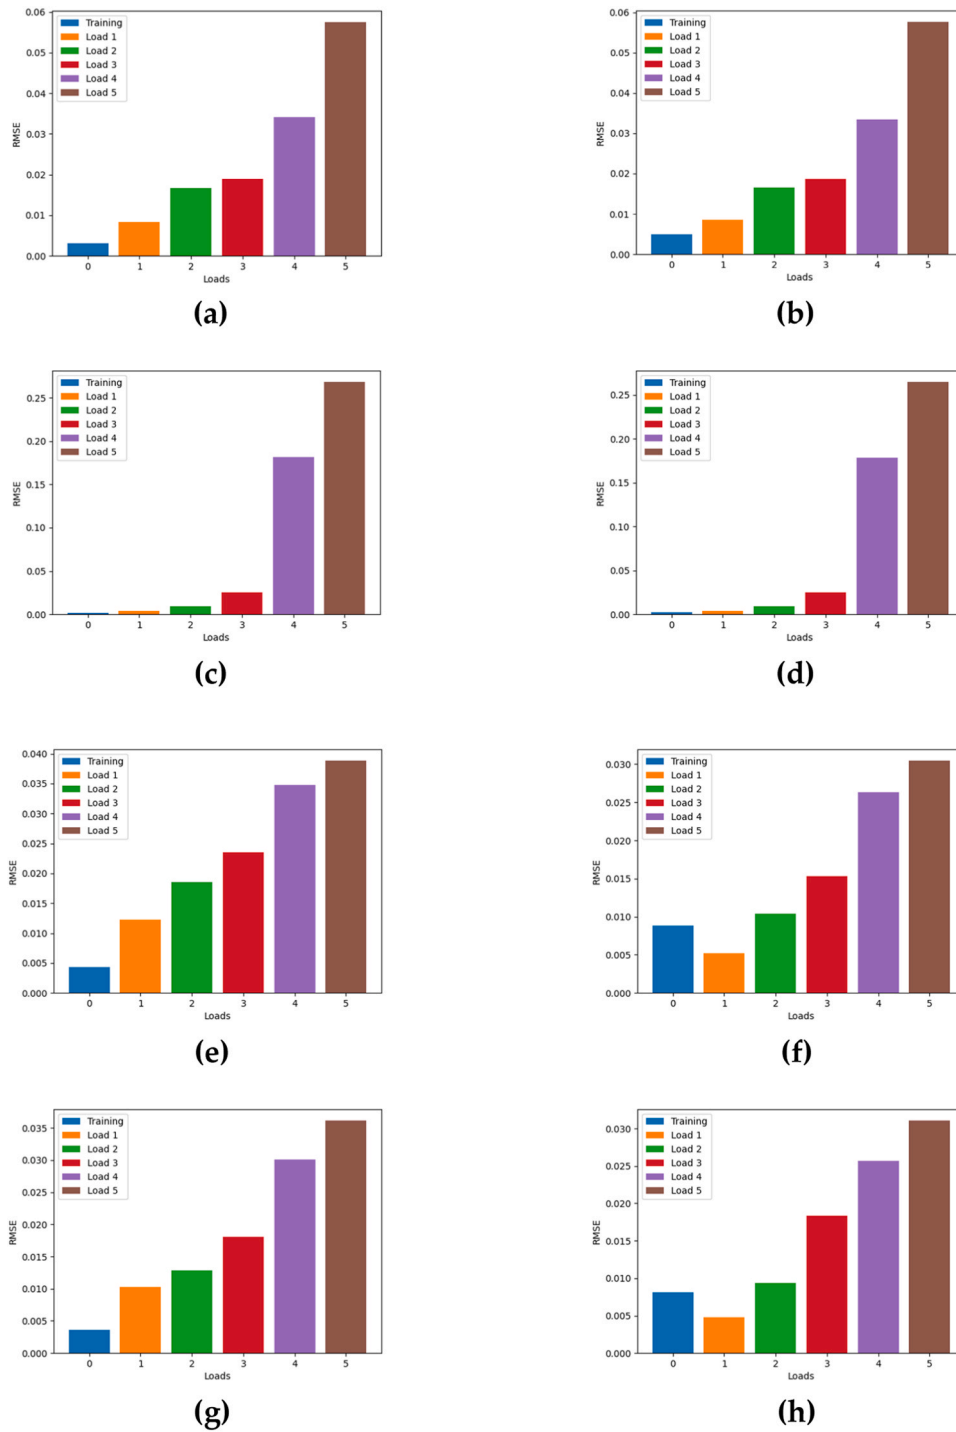 0.06
0.05
0.04
0.03
0.02
0.01
0.00
RMSE
Training
Load 1
Load 2
Load 3
Load 4
Load 5
0 1 2 3 4 5
Loads
(a)
0.06
0.05
0.04
0.03
0.02
0.01
0.00
RMSE
Training
Load 1
Load 2
Load 3
Load 4
Load 5
0 1 2 3 4 5
Loads
(b)
0.25
0.20
0.15
0.10
0.05
0.00
RMSE
Training
Load 1
Load 2
Load 3
Load 4
Load 5
0 1 2 3 4 5
Loads
(c)
0.25
0.20
0.15
0.10
0.05
0.00
RMSE
Training
Load 1
Load 2
Load 3
Load 4
Load 5
0 1 2 3 4 5
Loads
(d)
0.040
0.035
0.030
0.025
0.020
0.015
0.010
0.005
0.000
RMSE
Training
Load 1
Load 2
Load 3
Load 4
Load 5
0 1 2 3 4 5
Loads
(e)
0.030
0.025
0.020
0.015
0.010
0.005
0.000
RMSE
Training
Load 1
Load 2
Load 3
Load 4
Load 5
0 1 2 3 4 5
Loads
(f)
0.035
0.030
0.025
0.020
0.015
0.010
0.005
0.000
RMSE
Training
Load 1
Load 2
Load 3
Load 4
Load 5
0 1 2 3 4 5
Loads
(g)
0.030
0.025
0.020
0.015
0.010
0.005
0.000
RMSE
Training
Load 1
Load 2
Load 3
Load 4
Load 5
0 1 2 3 4 5
Loads
(h)